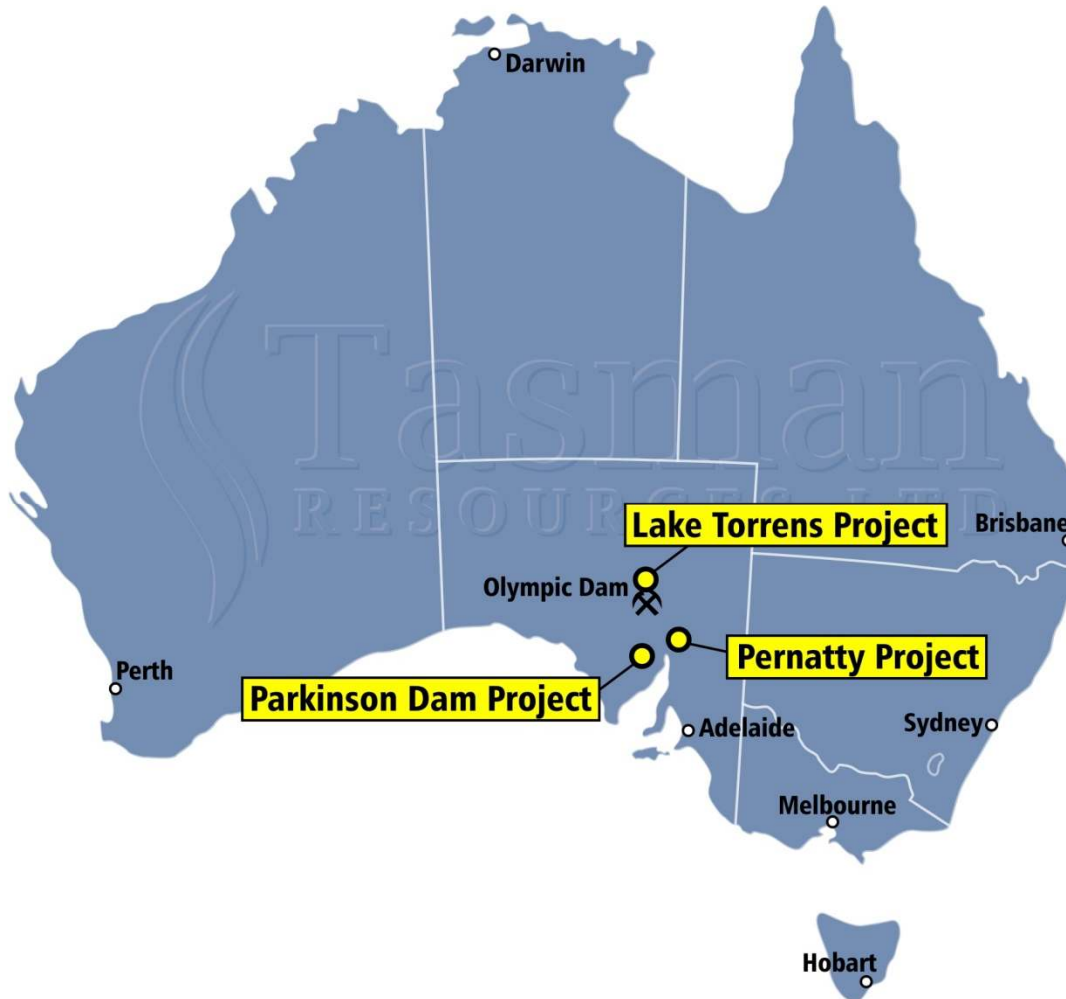 Darwin
Tasman
RESOURCES LTD
Lake Torrens Project
Brisbane
Olympic Dam
Pernatty Project
Perth
Parkinson Dam Project
Adelaide
Sydney
Melbourne
Hobart